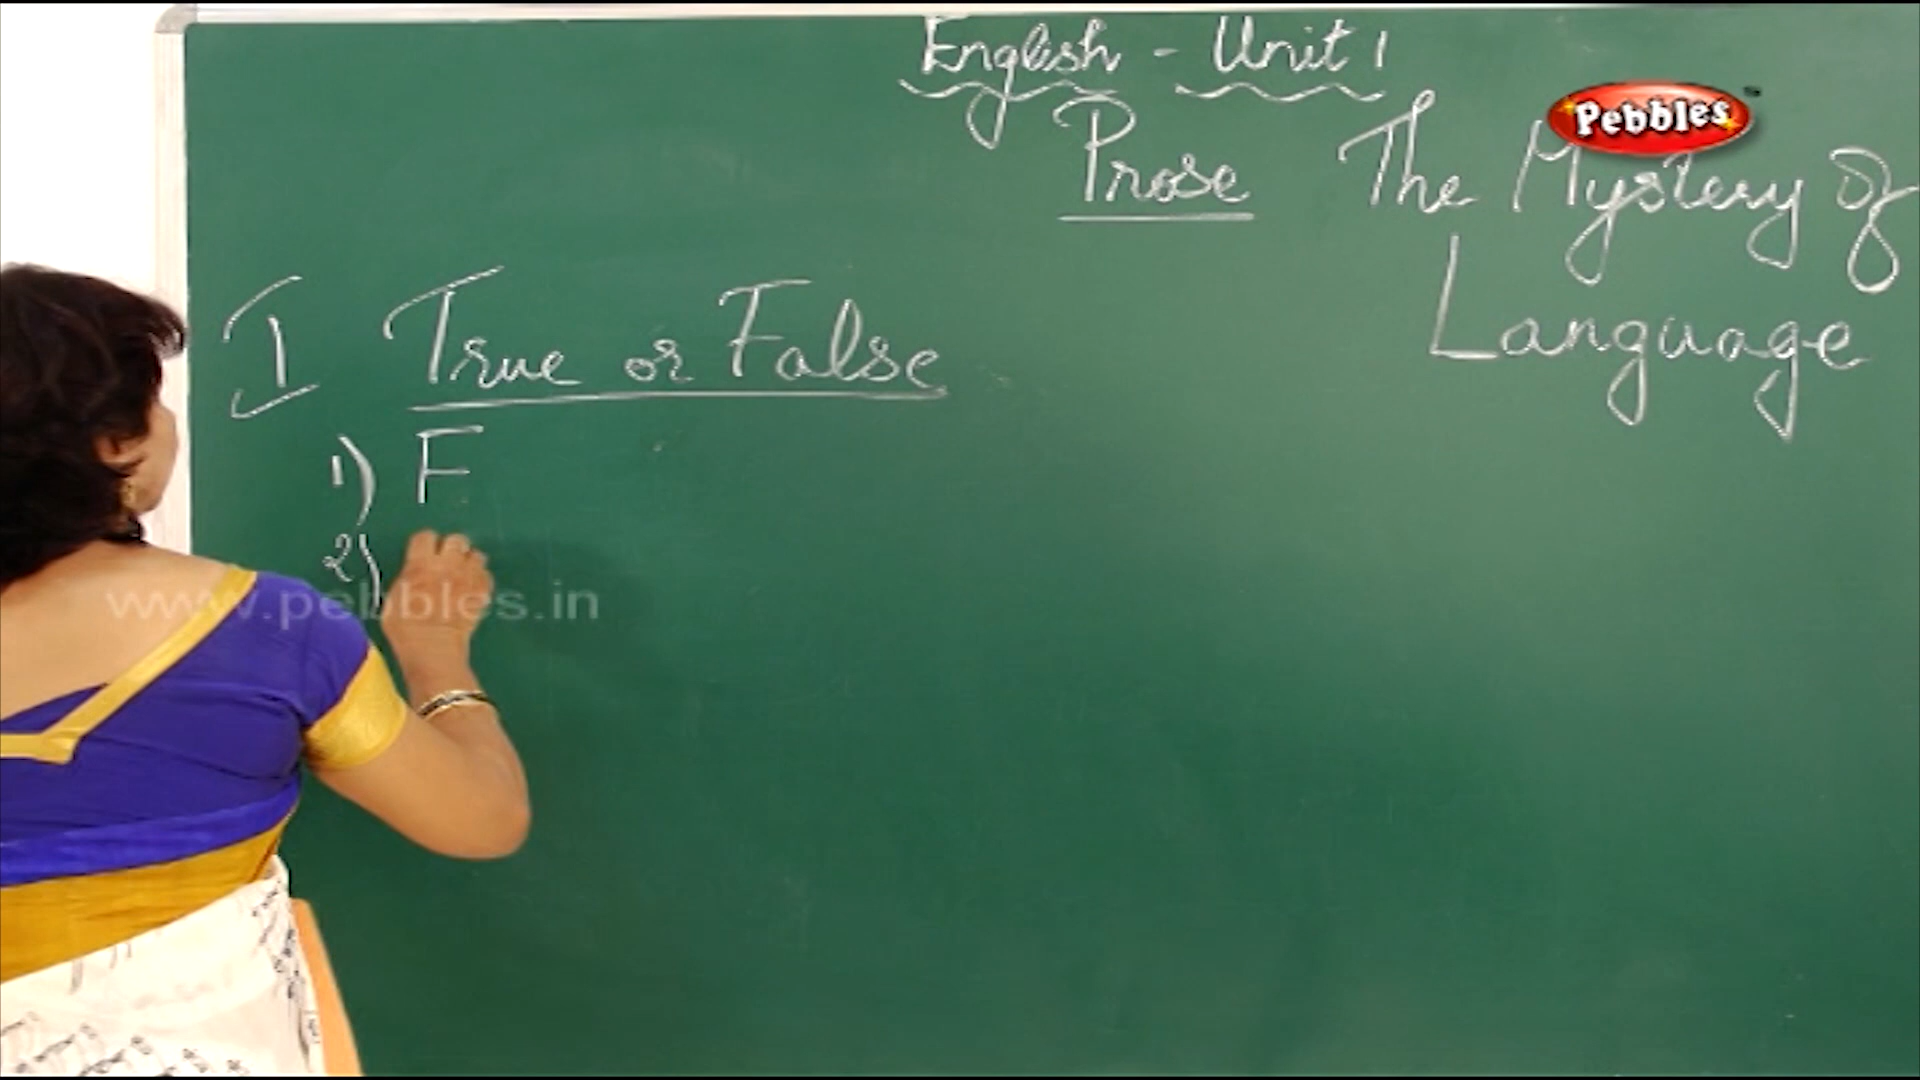 English - Unit 1
Pebbles
Prose The Mystery Of
Language
I True or False
1) F
2)
www.pebbles.in